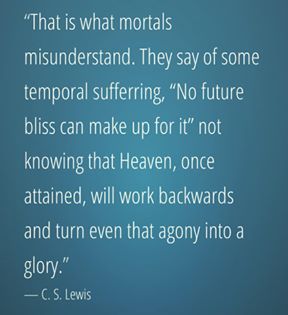 “That is what mortals
misunderstand. They say of some
temporal sufferring, “No future
bliss can make up for it” not
knowing that Heaven, once
attained, will work backwards
and turn even that agony into a
glory.”
— C. S. Lewis